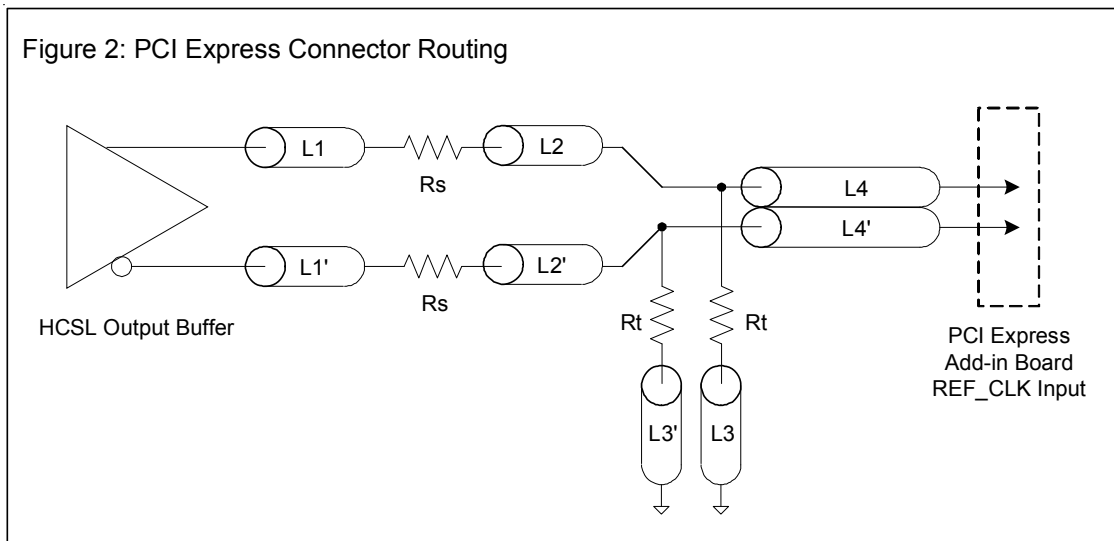 Figure 2: PCI Express Connector Routing
L1
Rs
L2
L4
L4'
L1'
Rs
L2'
HCSL Output Buffer
Rt
Rt
L3'
L3
PCI Express
Add-in Board
REF_CLK Input